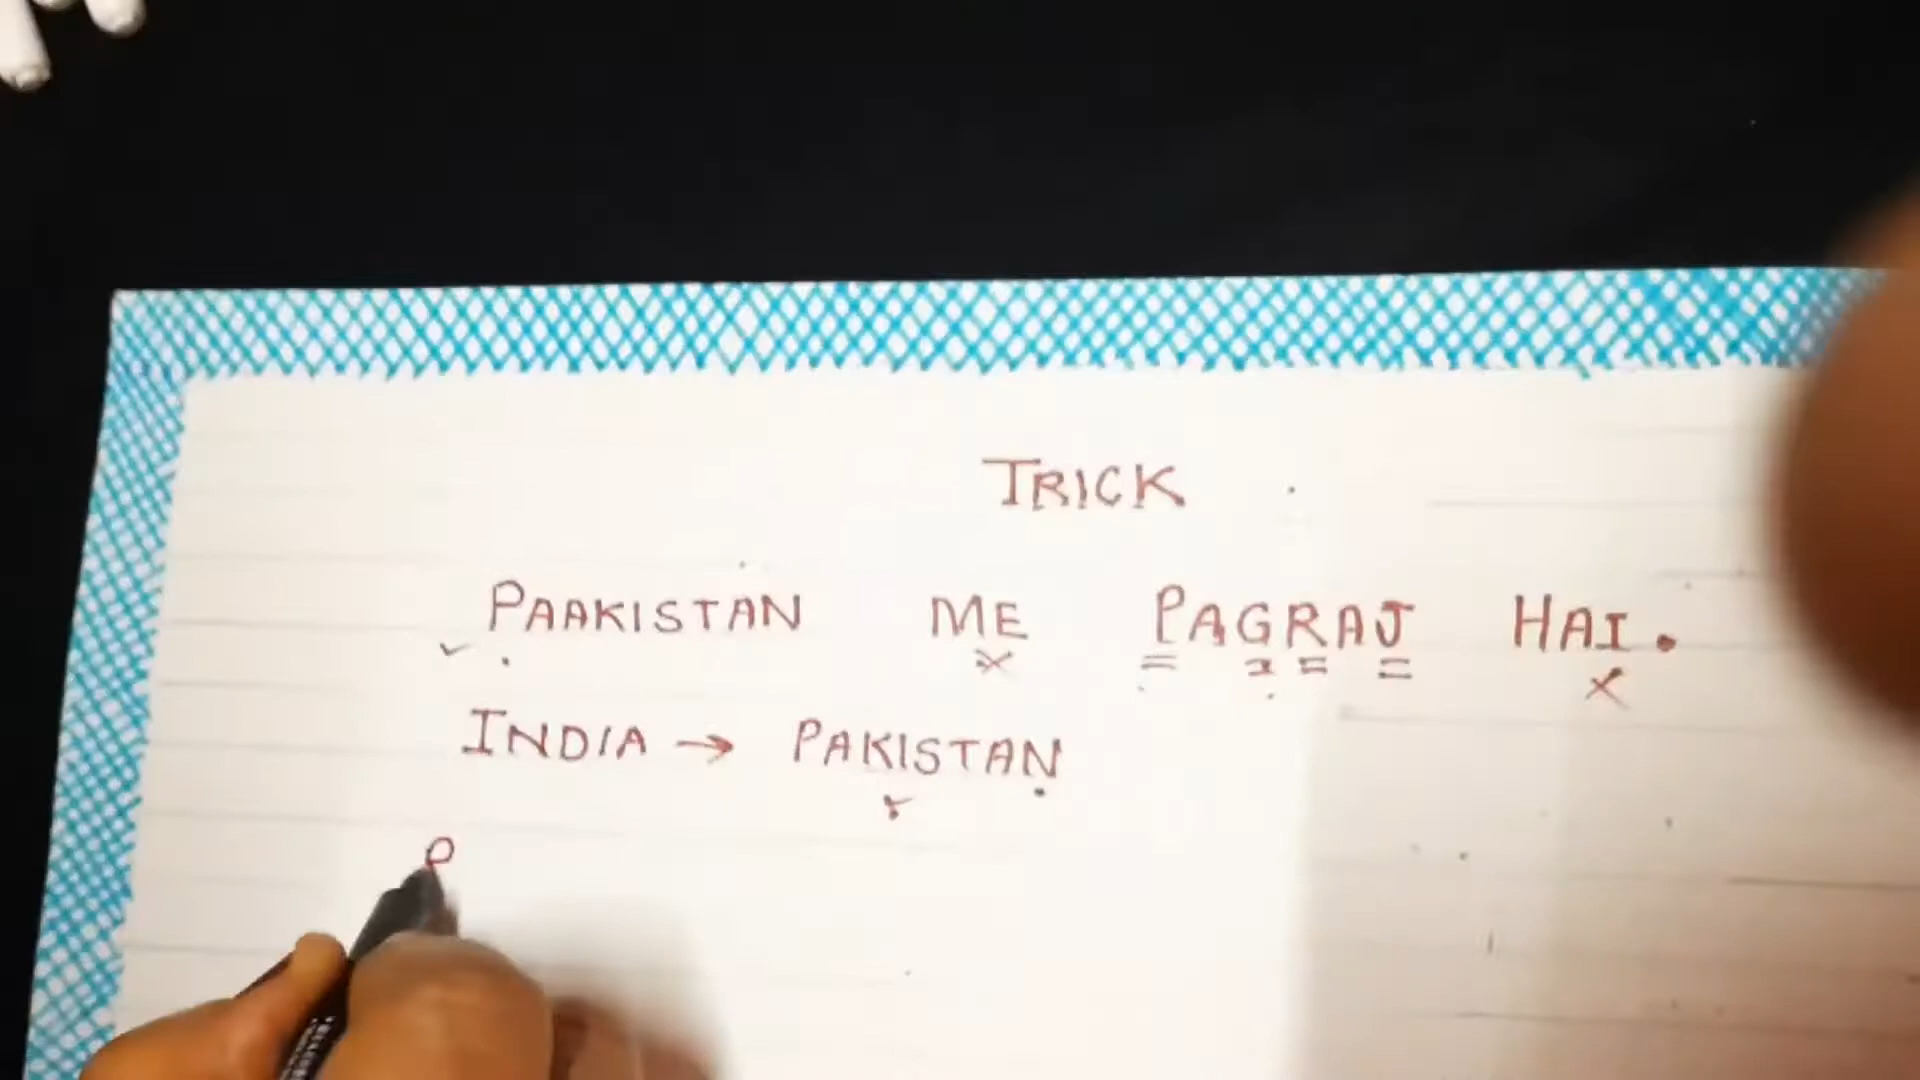 TRICK
PAAKISTAN ME PAGRAJ HAI.
INDIA → PAKISTAN
P